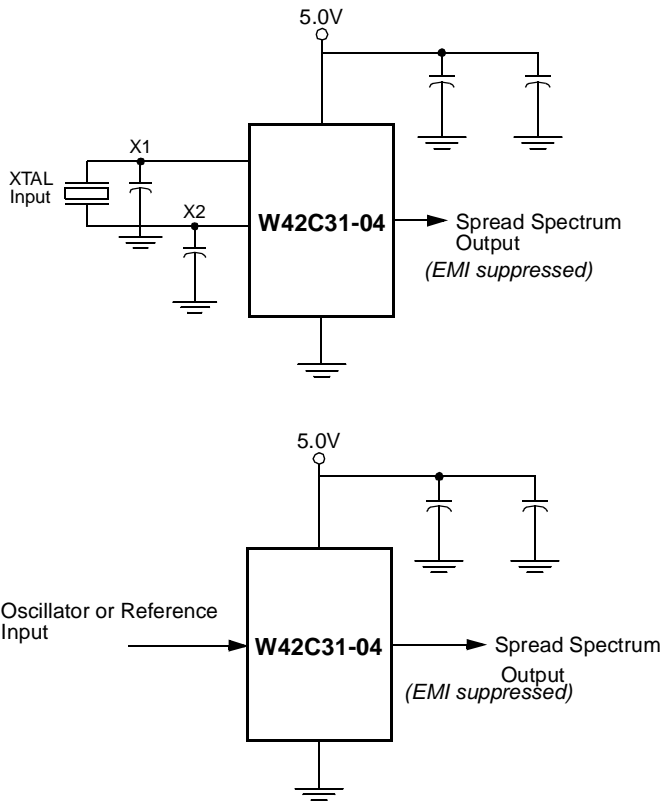 5.0V
X1
XTAL
Input
X2
W42C31-04
Spread Spectrum
Output
(EMI suppressed)
5.0V
Oscillator or Reference
Input
W42C31-04
Spread Spectrum
Output
(EMI suppressed)